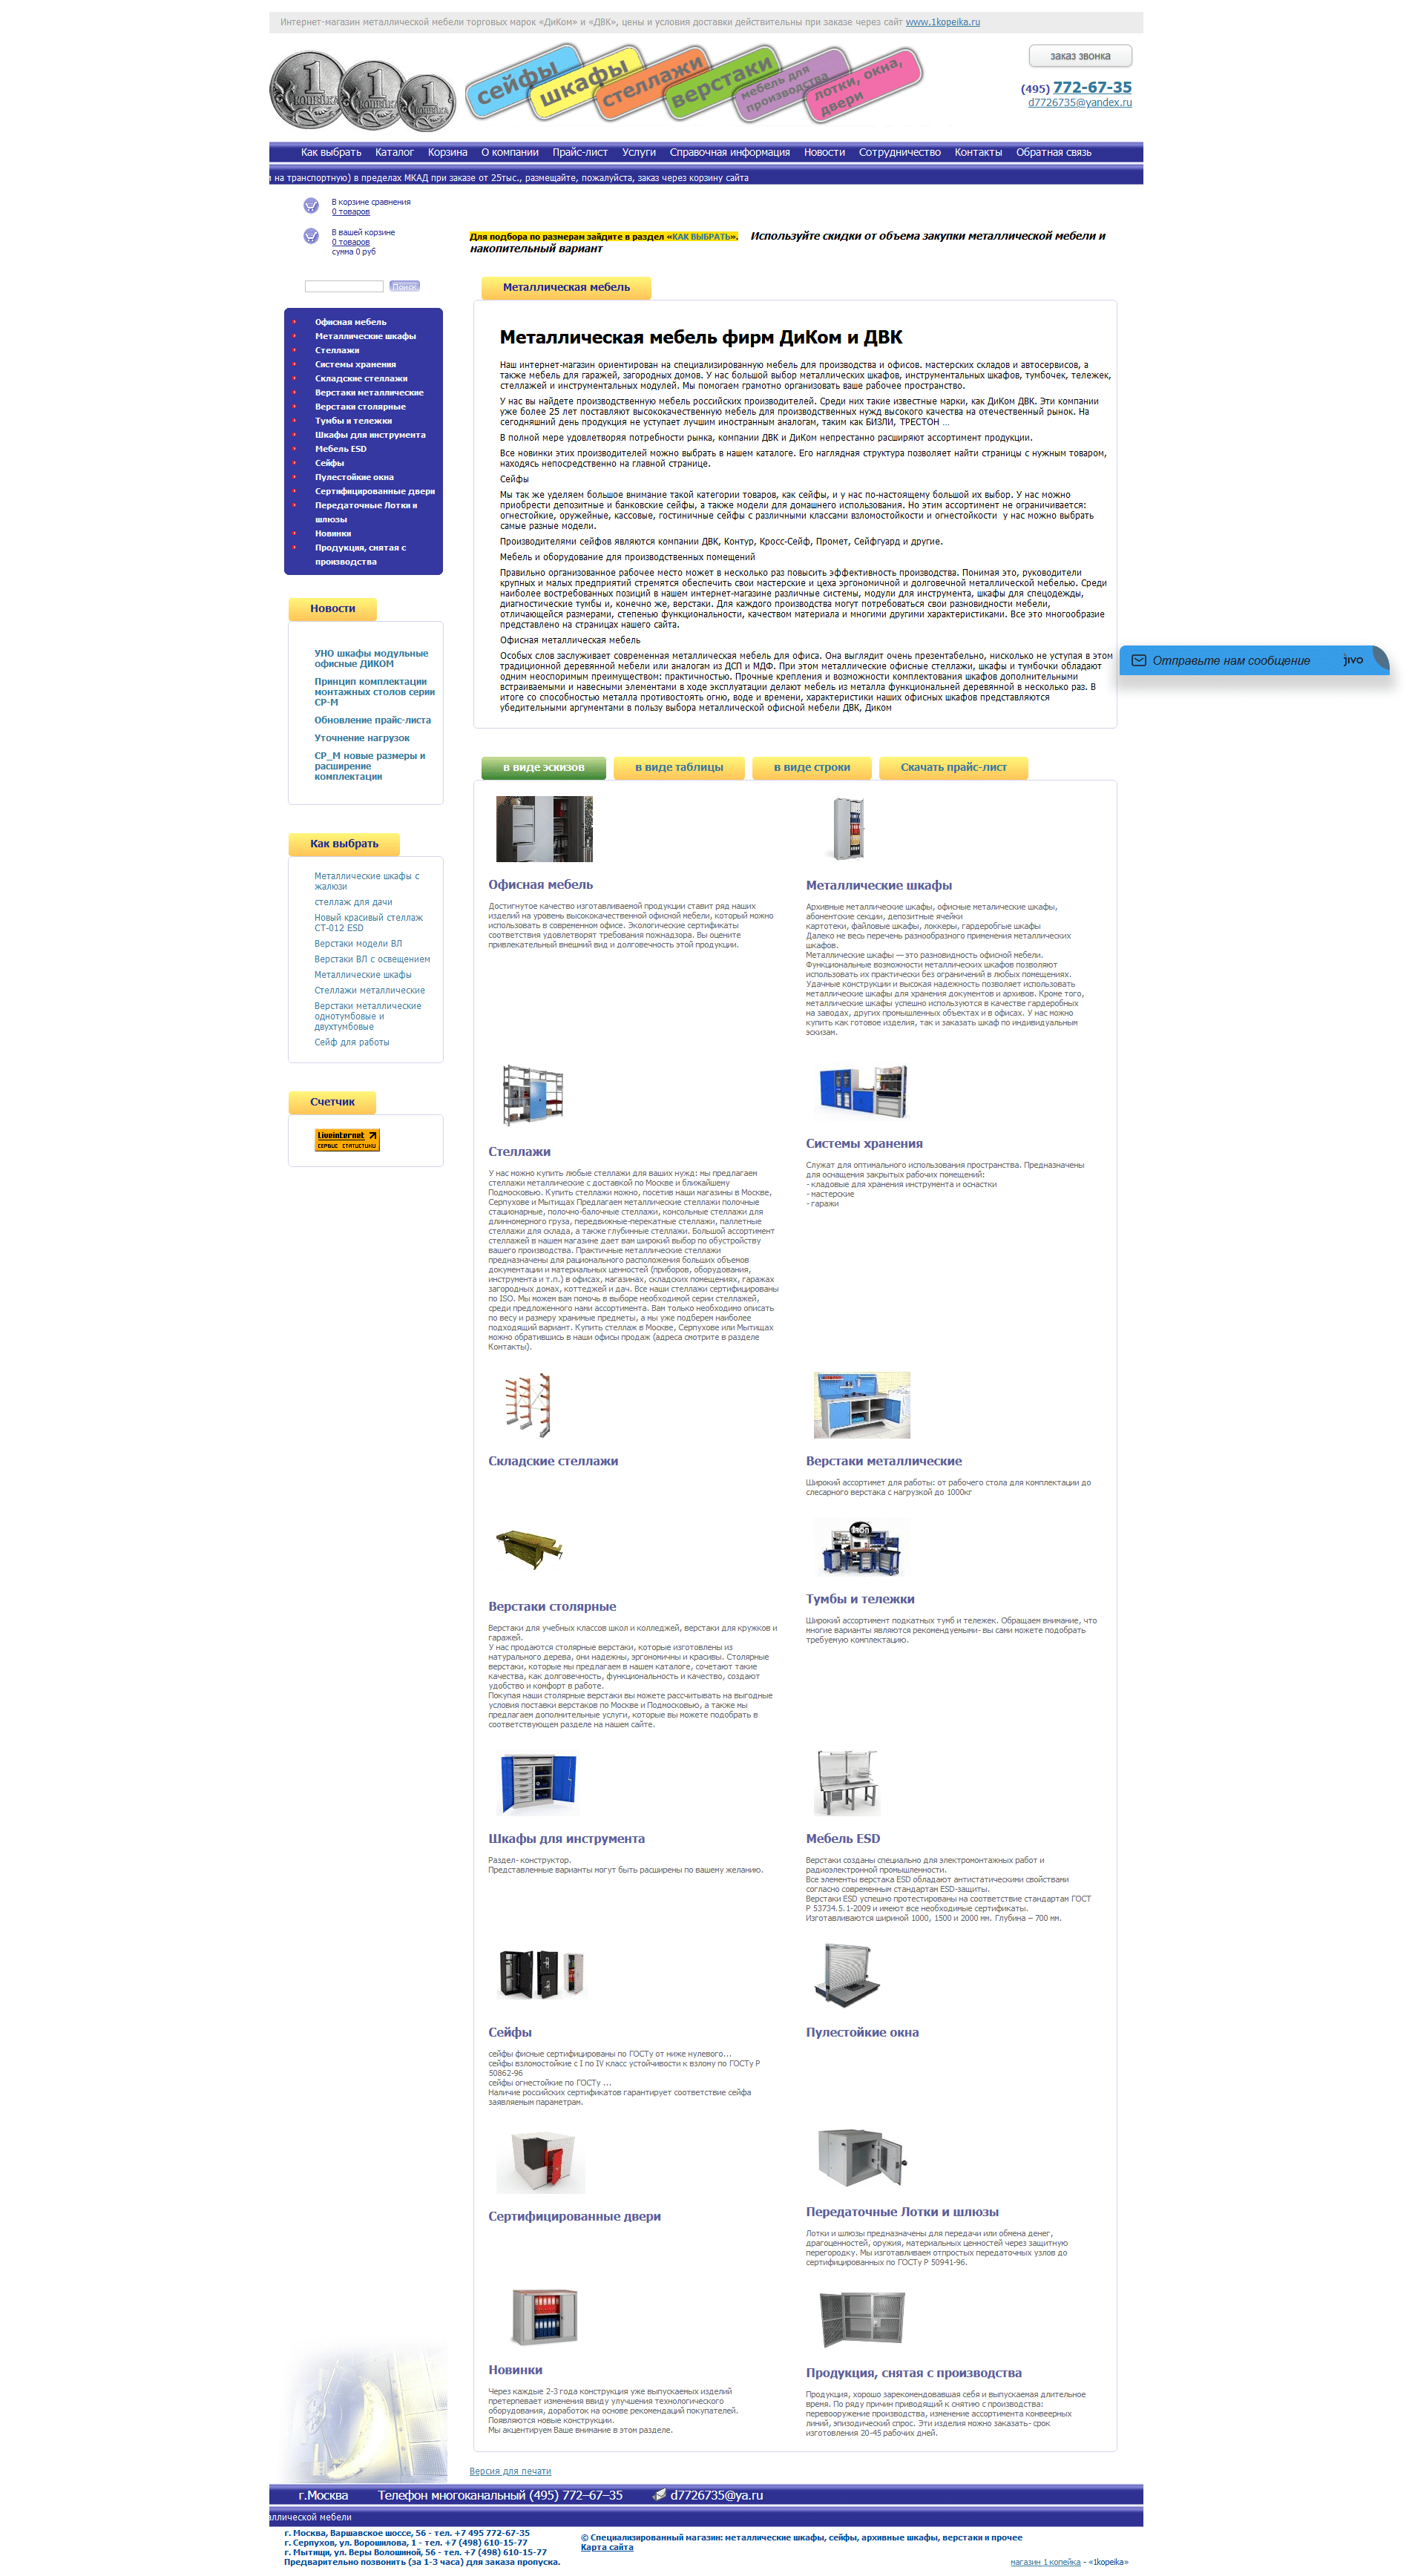 Интернет-магазин металлической мебели торговых марок «ДиКом» и «ДВК», цены и условия доставки действительны при заказе через сайт www.1kopeika.ru
1 КОПЕЙКА 1 КОПЕЙКА 1 КОПЕЙКА
сейфы
шкафы
стеллажи
верстаки
мебель для производства
лотки, окна, двери
заказ звонка
(495) 772-67-35
d7726735@yandex.ru
Как выбрать Каталог Корзина О компании Прайс-лист Услуги Справочная информация Новости Сотрудничество Контакты Обратная связь
и на транспортную) в пределах МКАД при заказе от 25тыс., размещайте, пожалуйста, заказ через корзину сайта
В корзине сравнения
0 товаров
В вашей корзине
0 товаров
сумма 0 руб
Поиск
Для подбора по размерам зайдите в раздел «КАК ВЫБРАТЬ». Используйте скидки от объема закупки металлической мебели и
накопительный вариант
Офисная мебель
Металлические шкафы
Стеллажи
Системы хранения
Складские стеллажи
Верстаки металлические
Верстаки столярные
Тумбы и тележки
Шкафы для инструмента
Мебель ESD
Сейфы
Пулестойкие окна
Сертифицированные двери
Передаточные Лотки и
шлюзы
Новинки
Продукция, снятая с
производства
Новости
УНО шкафы модульные
офисные ДИКОМ
Принцип комплектации
монтажных столов серии
СР-М
Обновление прайс-листа
Уточнение нагрузок
СР_М новые размеры и
расширение
комплектации
Как выбрать
Металлические шкафы с
жалюзи
стеллаж для дачи
Новый красивый стеллаж
СТ-012 ESD
Верстаки модели ВЛ
Верстаки ВЛ с освещением
Металлические шкафы
Стеллажи металлические
Верстаки металлические
однотумбовые и
двухтумбовые
Сейф для работы
Счетчик
Liveinternet
СЕРВИС СТАТИСТИКИ
Металлическая мебель
Металлическая мебель фирм ДиКом и ДВК
Наш интернет-магазин ориентирован на специализированную мебель для производства и офисов. мастерских складов и автосервисов, а
также мебель для гаражей, загородных домов. У нас большой выбор металлических шкафов, инструментальных шкафов, тумбочек, тележек,
стеллажей и инструментальных модулей. Мы помогаем грамотно организовать ваше рабочее пространство.
У нас вы найдете производственную мебель российских производителей. Среди них такие известные марки, как ДиКом ДВК. Эти компании
уже более 25 лет поставляют высококачественную мебель для производственных нужд высокого качества на отечественный рынок. На
сегодняшний день продукция не уступает лучшим иностранным аналогам, таким как БИЗЛИ, ТРЕСТОН ...
В полной мере удовлетворяя потребности рынка, компании ДВК и ДиКом непрестанно расширяют ассортимент продукции.
Все новинки этих производителей можно выбрать в нашем каталоге. Его наглядная структура позволяет найти страницы с нужным товаром,
находясь непосредственно на главной странице.
Сейфы
Мы так же уделяем большое внимание такой категории товаров, как сейфы, и у нас по-настоящему большой их выбор. У нас можно
приобрести депозитные и банковские сейфы, а также модели для домашнего использования. Но этим ассортимент не ограничивается:
огнестойкие, оружейные, кассовые, гостиничные сейфы с различными классами взломостойкости и огнестойкости у нас можно выбрать
самые разные модели.
Производителями сейфов являются компании ДВК, Контур, Кросс-Сейф, Промет, Сейфгуард и другие.
Мебель и оборудование для производственных помещений
Правильно организованное рабочее место может в несколько раз повысить эффективность производства. Понимая это, руководители
крупных и малых предприятий стремятся обеспечить свои мастерские и цеха эргономичной и долговечной металлической мебелью. Среди
наиболее востребованных позиций в нашем интернет-магазине различные системы, модули для инструмента, шкафы для спецодежды,
диагностические тумбы и, конечно же, верстаки. Для каждого производства могут потребоваться свои разновидности мебели,
отличающейся размерами, степенью функциональности, качеством материала и многими другими характеристиками. Все это многообразие
представлено на страницах нашего сайта.
Офисная металлическая мебель
Особых слов заслуживает современная металлическая мебель для офиса. Она выглядит очень презентабельно, нисколько не уступая в этом
традиционной деревянной мебели или аналогам из ДСП и МДФ. При этом металлические офисные стеллажи, шкафы и тумбочки обладают
одним неоспоримым преимуществом: практичностью. Прочные крепления и возможности комплектования шкафов дополнительными
встраиваемыми и навесными элементами в ходе эксплуатации делают мебель из металла функциональней деревянной в несколько раз. В
итоге со способностью металла противостоять огню, воде и времени, характеристики наших офисных шкафов представляются
убедительными аргументами в пользу выбора металлической офисной мебели ДВК, Диком
Отправьте нам сообщение jivo
в виде эскизов в виде таблицы в виде строки Скачать прайс-лист
Офисная мебель
Достигнутое качество изготавливаемой продукции ставит ряд наших
изделий на уровень высококачественной офисной мебели, который можно
использовать в современном офисе. Экологические сертификаты
соответствия удовлетворят требования пожнадзора. Вы оцените
привлекательный внешний вид и долговечность этой продукции.
Металлические шкафы
Архивные металлические шкафы, офисные металические шкафы,
абонентские секции, депозитные ячейки
картотеки, файловые шкафы, локкеры, гардеробгые шкафы
Далеко не весь перечень разнообразного применения металлических
шкафов.
Металлические шкафы — это разновидность офисной мебели.
Функциональные возможности металлических шкафов позволяют
использовать их практически без ограничений в любых помещениях.
Удачные конструкции и высокая надежность позволяет использовать
металлические шкафы для хранения документов и архивов. Кроме того,
металлические шкафы успешно используются в качестве гардеробных
на заводах, других промышленных объектах и в офисах. У нас можно
купить как готовое изделия, так и заказать шкаф по индивидуальным
эскизам.
Стеллажи
У нас можно купить любые стеллажи для ваших нужд: мы предлагаем
стеллажи металлические с доставкой по Москве и ближайшему
Подмосковью. Купить стеллажи можно, посетив наши магазины в Москве,
Серпухове и Мытищах Предлагаем металлические стеллажи полочные
стационарные, полочно-балочные стеллажи, консольные стеллажи для
длинномерного груза, передвижные-перекатные стеллажи, паллетные
стеллажи для склада, а также глубинные стеллажи. Большой ассортимент
стеллажей в нашем магазине дает вам широкий выбор по обустройству
вашего производства. Практичные металлические стеллажи
предназначены для рационального расположения больших объемов
документации и материальных ценностей (приборов, оборудования,
инструмента и т.п.) в офисах, магазинах, складских помещениях, гаражах
загородных домах, коттеджей и дач. Все наши стеллажи сертифицированы
по ISO. Мы можем вам помочь в выборе необходимой серии стеллажей,
среди предложенного нами ассортимента. Вам только необходимо описать
по весу и размеру хранимые предметы, а мы уже подберем наиболее
подходящий вариант. Купить стеллаж в Москве, Серпухове или Мытищах
можно обратившись в наши офисы продаж (адреса смотрите в разделе
Контакты).
Системы хранения
Служат для оптимального использования пространства. Предназначены
для оснащения закрытых рабочих помещений:
- кладовые для хранения инструмента и оснастки
- мастерские
- гаражи
Складские стеллажи
Верстаки металлические
Широкий ассортимет для работы: от рабочего стола для комплектации до
слесарного верстака с нагрузкой до 1000кг
Верстаки столярные
Верстаки для учебных классов школ и колледжей, верстаки для кружков и
гаражей.
У нас продаются столярные верстаки, которые изготовлены из
натурального дерева, они надежны, эргономичны и красивы. Столярные
верстаки, которые мы предлагаем в нашем каталоге, сочетают такие
качества, как долговечность, функциональность и качество, создают
удобство и комфорт в работе.
Покупая наши столярные верстаки вы можете рассчитывать на выгодные
условия поставки верстаков по Москве и Подмосковью, а также мы
предлагаем дополнительные услуги, которые вы можете подобрать в
соответствующем разделе на нашем сайте.
Тумбы и тележки
Широкий ассортимент подкатных тумб и тележек. Обращаем внимание, что
многие варианты являются рекомендуемыми- вы сами можете подобрать
требуемую комплектацию.
Шкафы для инструмента
Раздел- конструктор.
Представленные варианты могут быть расширены по вашему желанию.
Мебель ESD
Верстаки созданы специально для электромонтажных работ и
радиоэлектронной промышленности.
Все элементы верстака ESD обладают антистатическими свойствами
согласно современным стандартам ESD-защиты.
Верстаки ESD успешно протестированы на соответствие стандартам ГОСТ
Р 53734.5.1-2009 и имеют все необходимые сертификаты.
Изготавливаются шириной 1000, 1500 и 2000 мм. Глубина – 700 мм.
Сейфы
сейфы фисные сертифицированы по ГОСТу от ниже нулевого...
сейфы взломостойкие с I по IV класс устойчивости к взлому по ГОСТу Р
50862-96
сейфы огнестойкие по ГОСТу ...
Наличие российских сертификатов гарантирует соответствие сейфа
заявляемым параметрам.
Пулестойкие окна
Сертифицированные двери
Передаточные Лотки и шлюзы
Лотки и шлюзы предназначены для передачи или обмена денег,
драгоценностей, оружия, материальных ценностей через защитную
перегородку. Мы изготавливаем отпростых передаточных узлов до
сертифицированных по ГОСТу Р 50941-96.
Новинки
Через каждые 2-3 года конструкция уже выпускаемых изделий
претерпевает изменения ввиду улучшения технологического
оборудования, доработок на основе рекомендаций покупателей.
Появляются новые конструкции.
Мы акцентируем Ваше внимание в этом разделе.
Продукция, снятая с производства
Продукция, хорошо зарекомендовавшая себя и выпускаемая длительное
время. По ряду причин приводящий к снятию с производства:
перевооружение производства, изменение ассортимента конвеерных
линий, эпизодический спрос. Эти изделия можно заказать- срок
изготовления 20-45 рабочих дней.
Версия для печати
г.Москва Телефон многоканальный (495) 772–67–35 d7726735@ya.ru
аллической мебели
г. Москва, Варшавское шоссе, 56 - тел. +7 495 772-67-35
г. Серпухов, ул. Ворошилова, 1 - тел. +7 (498) 610-15-77
г. Мытищи, ул. Веры Волошиной, 56 - тел. +7 (498) 610-15-77
Предварительно позвонить (за 1-3 часа) для заказа пропуска.
© Специализированный магазин: металлические шкафы, сейфы, архивные шкафы, верстаки и прочее
Карта сайта
магазин 1 копейка - «1kopeika»